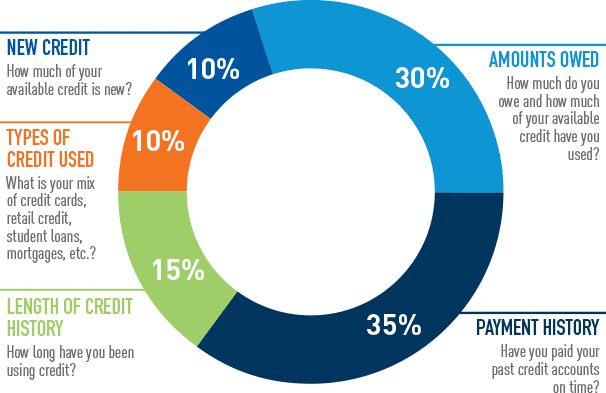 NEW CREDIT
How much of your
available credit is new?
10%
30%
AMOUNTS OWED
How much do you
owe and how much
of your available
credit have you
used?
TYPES OF
CREDIT USED
What is your mix
of credit cards,
retail credit,
student loans,
mortgages, etc.?
10%
15%
LENGTH OF CREDIT
HISTORY
How long have you been
using credit?
35%
PAYMENT HISTORY
Have you paid your
past credit accounts
on time?